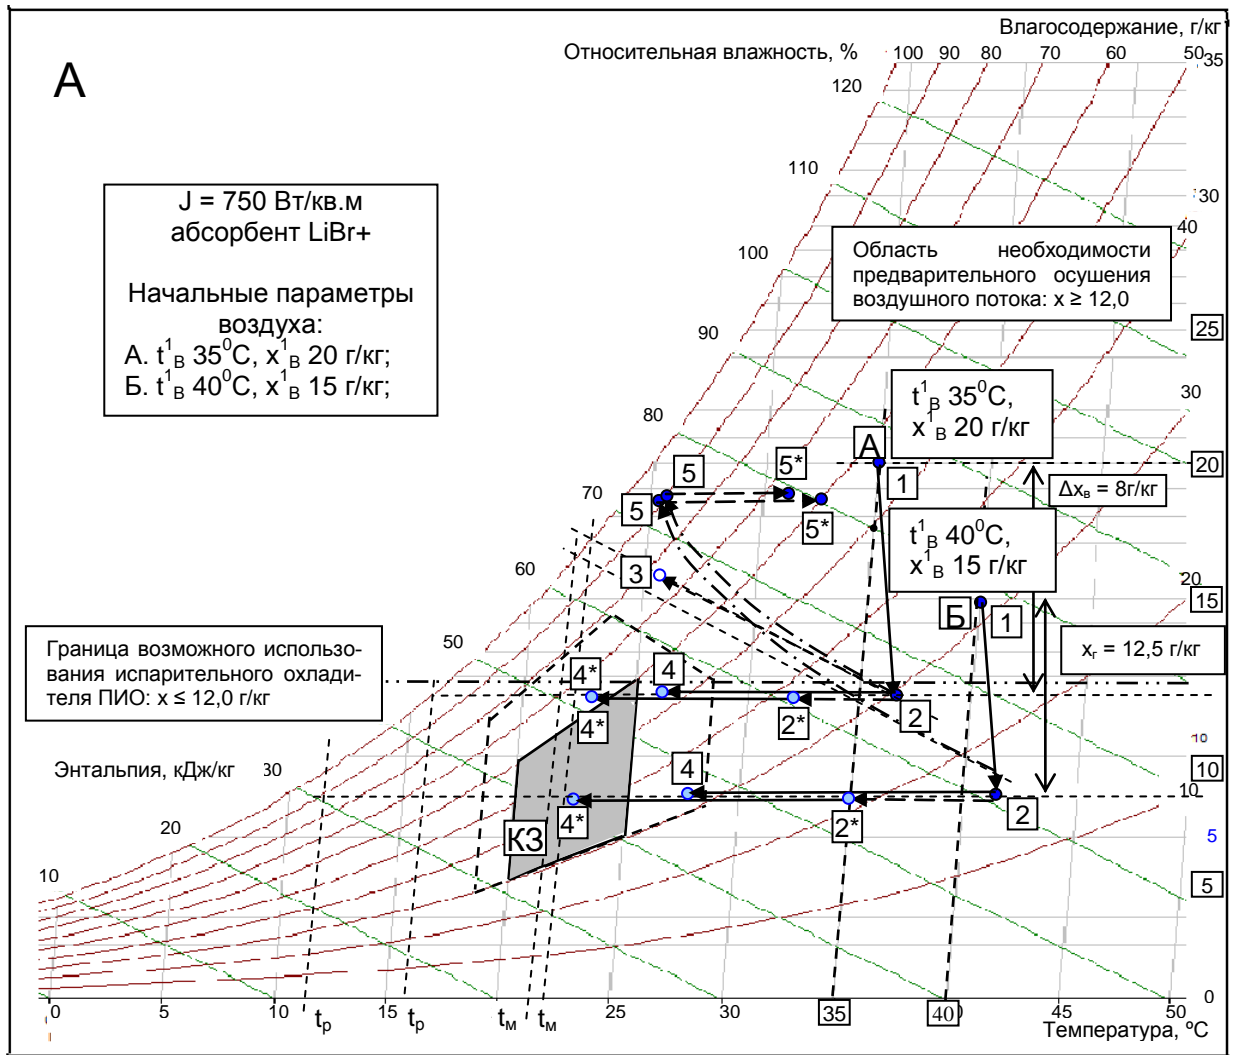 Влагосодержание, г/кг
Относительная влажность, %
100 90 80 70 60 50 35
А
120
110
100
90
80
70
60
50
30
20
10
J = 750 Вт/кв.м
абсорбент LiBr+
Начальные параметры
воздуха:
А. t¹в 35⁰C, x¹в 20 г/кг;
Б. t¹в 40⁰C, x¹в 15 г/кг;
30
40
Область необходимости
предварительного осушения
воздушного потока: x ≥ 12,0
25
30
t¹в 35⁰C,
x¹в 20 г/кг
А
1
20
Δxв = 8г/кг
5
5*
5
5*
t¹в 40⁰C,
x¹в 15 г/кг
3
20
15
Б
1
xг = 12,5 г/кг
Граница возможного использо-
вания испарительного охлади-
теля ПИО: x ≤ 12,0 г/кг
4*
4
4*
2*
2
10
10
10
Энтальпия, кДж/кг
4
4*
2*
2
КЗ
5
5
0
0 5 10 15 20 25 30 35 40 45 50
tр tр tм tм
Температура, ºС